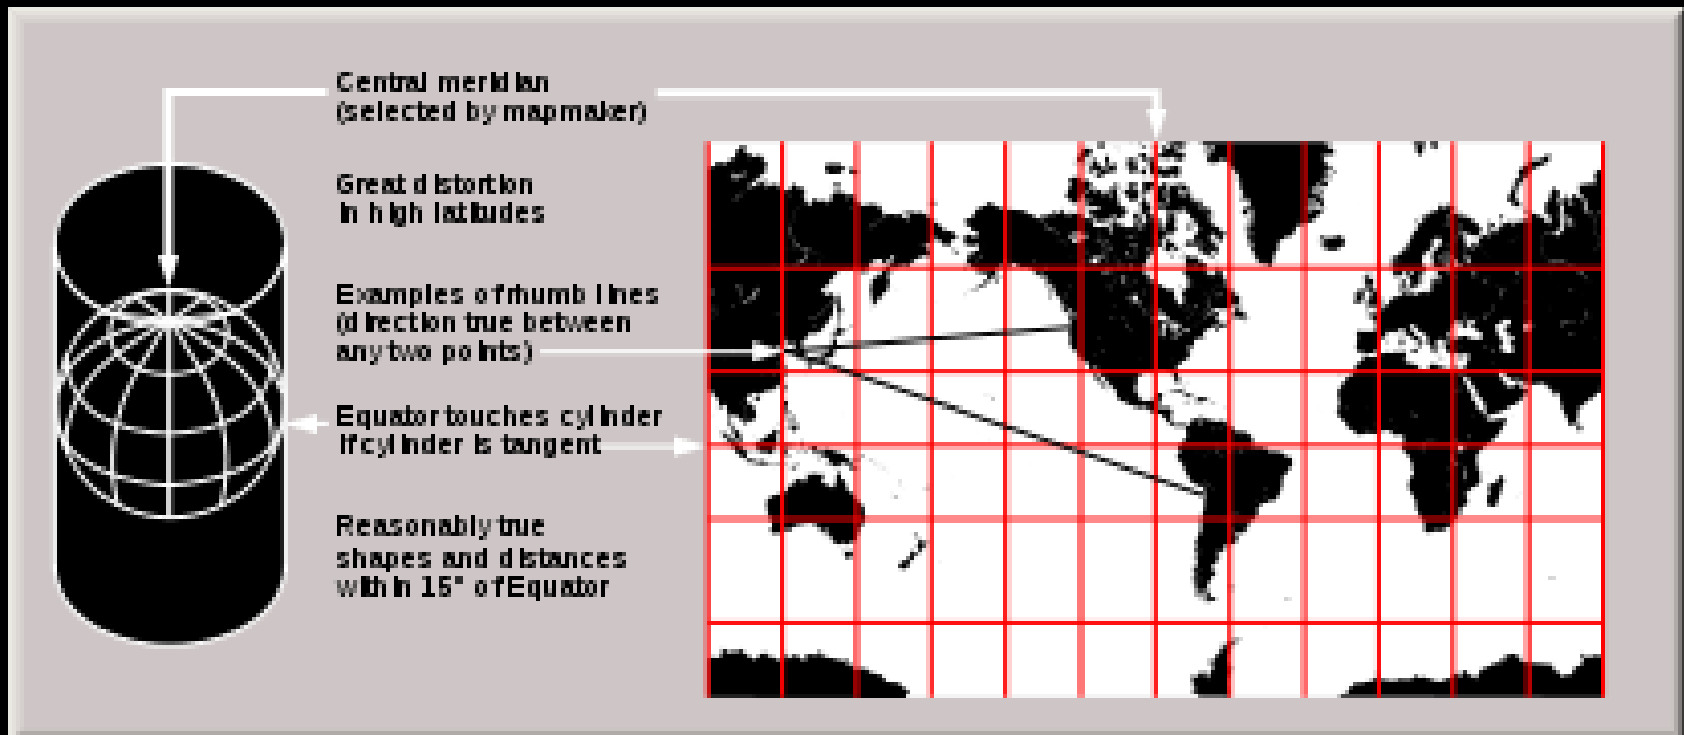 Central meridian
(selected by mapmaker)
Great distortion
in high latitudes
Examples of rhumb lines
(direction true between
any two points)
Equator touches cylinder
if cylinder is tangent
Reasonably true
shapes and distances
within 15° of Equator